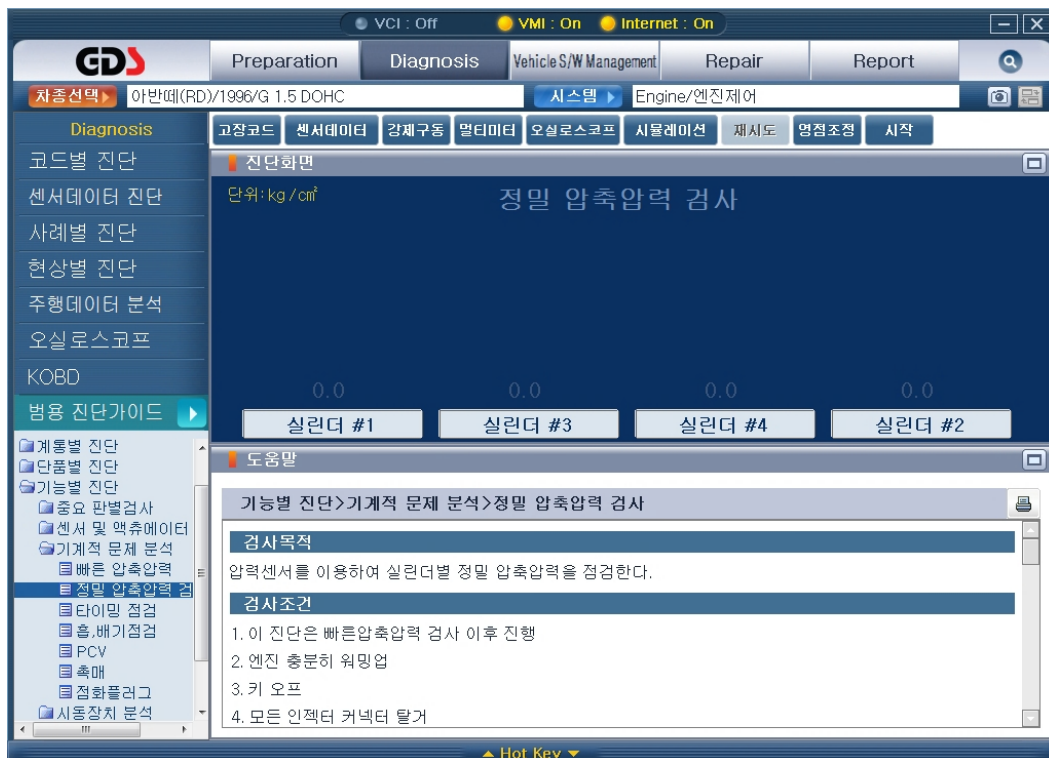 VCI : Off VMI : On Internet : On
GDS Preparation Diagnosis Vehicle S/W Management Repair Report
차종선택 아반떼(RD)/1996/G 1.5 DOHC 시스템 Engine/엔진제어
Diagnosis
고장코드 센서데이터 강제구동 멀티미터 오실로스코프 시뮬레이션 재시도 영점조정 시작
코드별 진단
센서데이터 진단
사례별 진단
현상별 진단
주행데이터 분석
오실로스코프
KOBD
범용 진단가이드
계통별 진단
단품별 진단
기능별 진단
중요 판별검사
센서 및 액츄에이터
기계적 문제 분석
빠른 압축압력
정밀 압축압력 검
타이밍 점검
흡,배기점검
PCV
촉매
점화플러그
시동장치 분석
진단화면
단위:kg/㎠ 정밀 압축압력 검사
0.0 0.0 0.0 0.0
실린더 #1 실린더 #3 실린더 #4 실린더 #2
도움말
기능별 진단>기계적 문제 분석>정밀 압축압력 검사
검사목적
압력센서를 이용하여 실린더별 정밀 압축압력을 점검한다.
검사조건
1. 이 진단은 빠른압축압력 검사 이후 진행
2. 엔진 충분히 워밍업
3. 키 오프
4. 모든 인젝터 커넥터 탈거
Hot Key